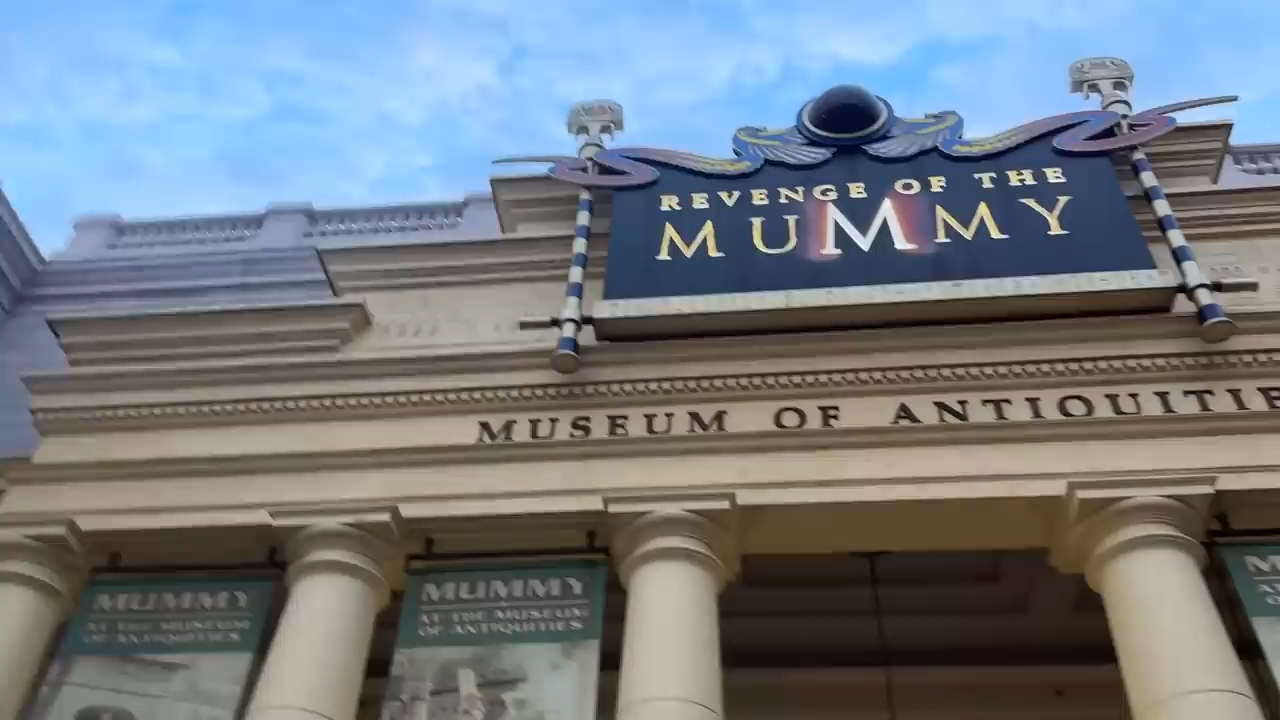 REVENGE OF THE
MUMMY
MUSEUM OF ANTIQUITIE
MUMMY
AT THE MUSEUM
OF ANTIQUITIES
MUMMY
AT THE MUSEUM
OF ANTIQUITIES